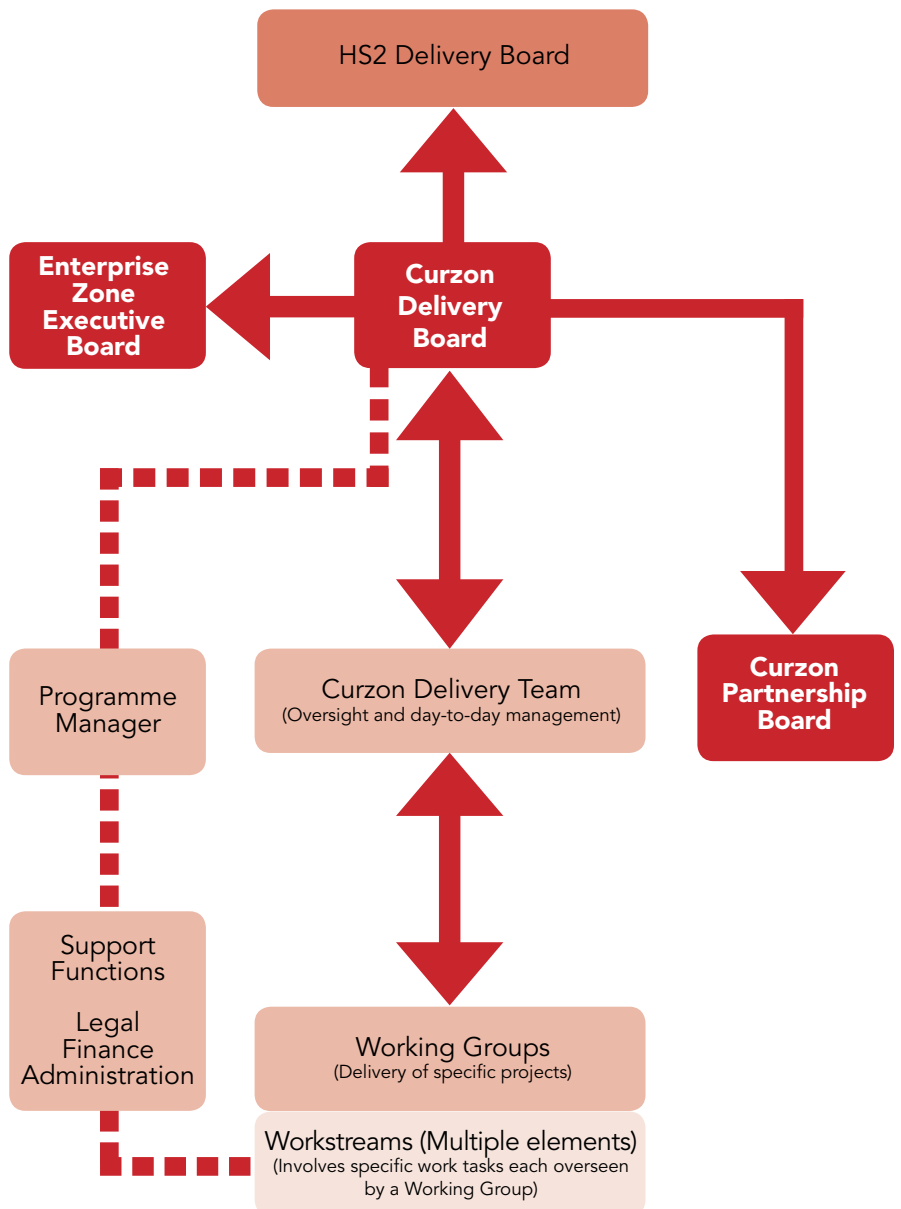 HS2 Delivery Board
Enterprise
Zone
Executive
Board
Curzon
Delivery
Board
Programme
Manager
Curzon Delivery Team
(Oversight and day-to-day management)
Curzon
Partnership
Board
Support
Functions
Legal
Finance
Administration
Working Groups
(Delivery of specific projects)
Workstreams (Multiple elements)
(Involves specific work tasks each overseen
by a Working Group)